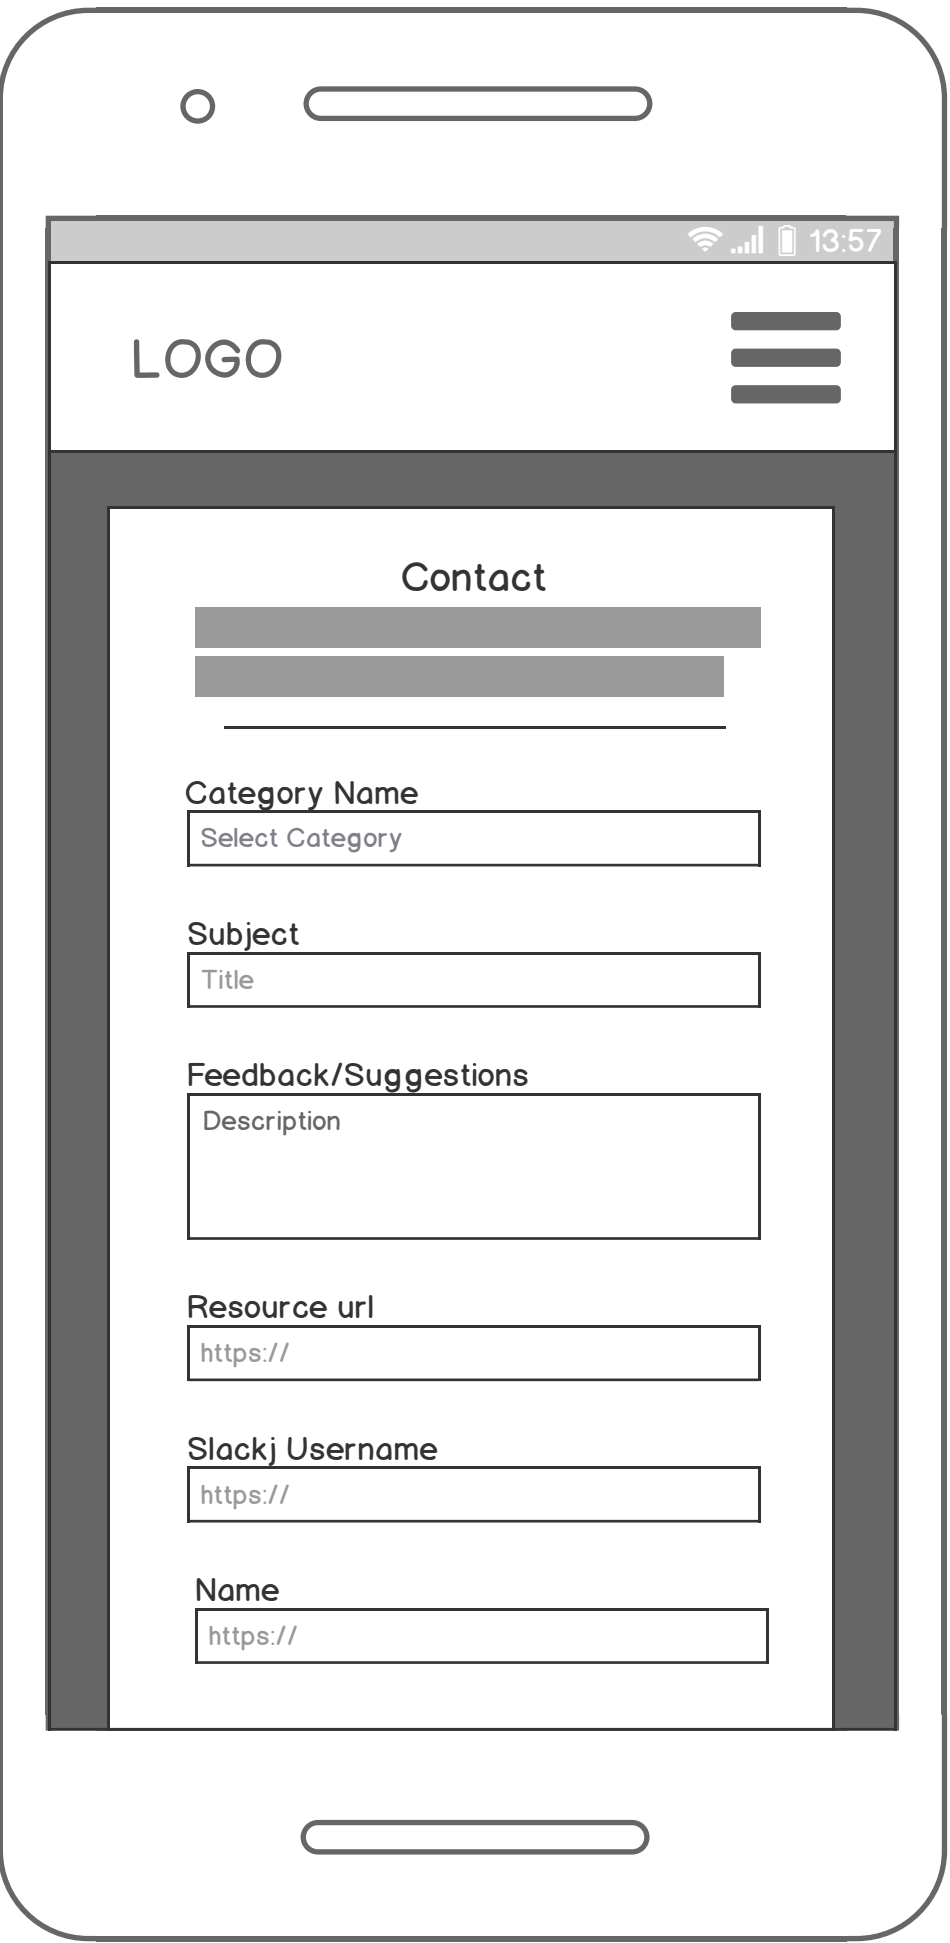 13:57
LOGO
Contact
Category Name
Select Category
Subject
Title
Feedback/Suggestions
Description
Resource url
https://
Slackj Username
https://
Name
https://